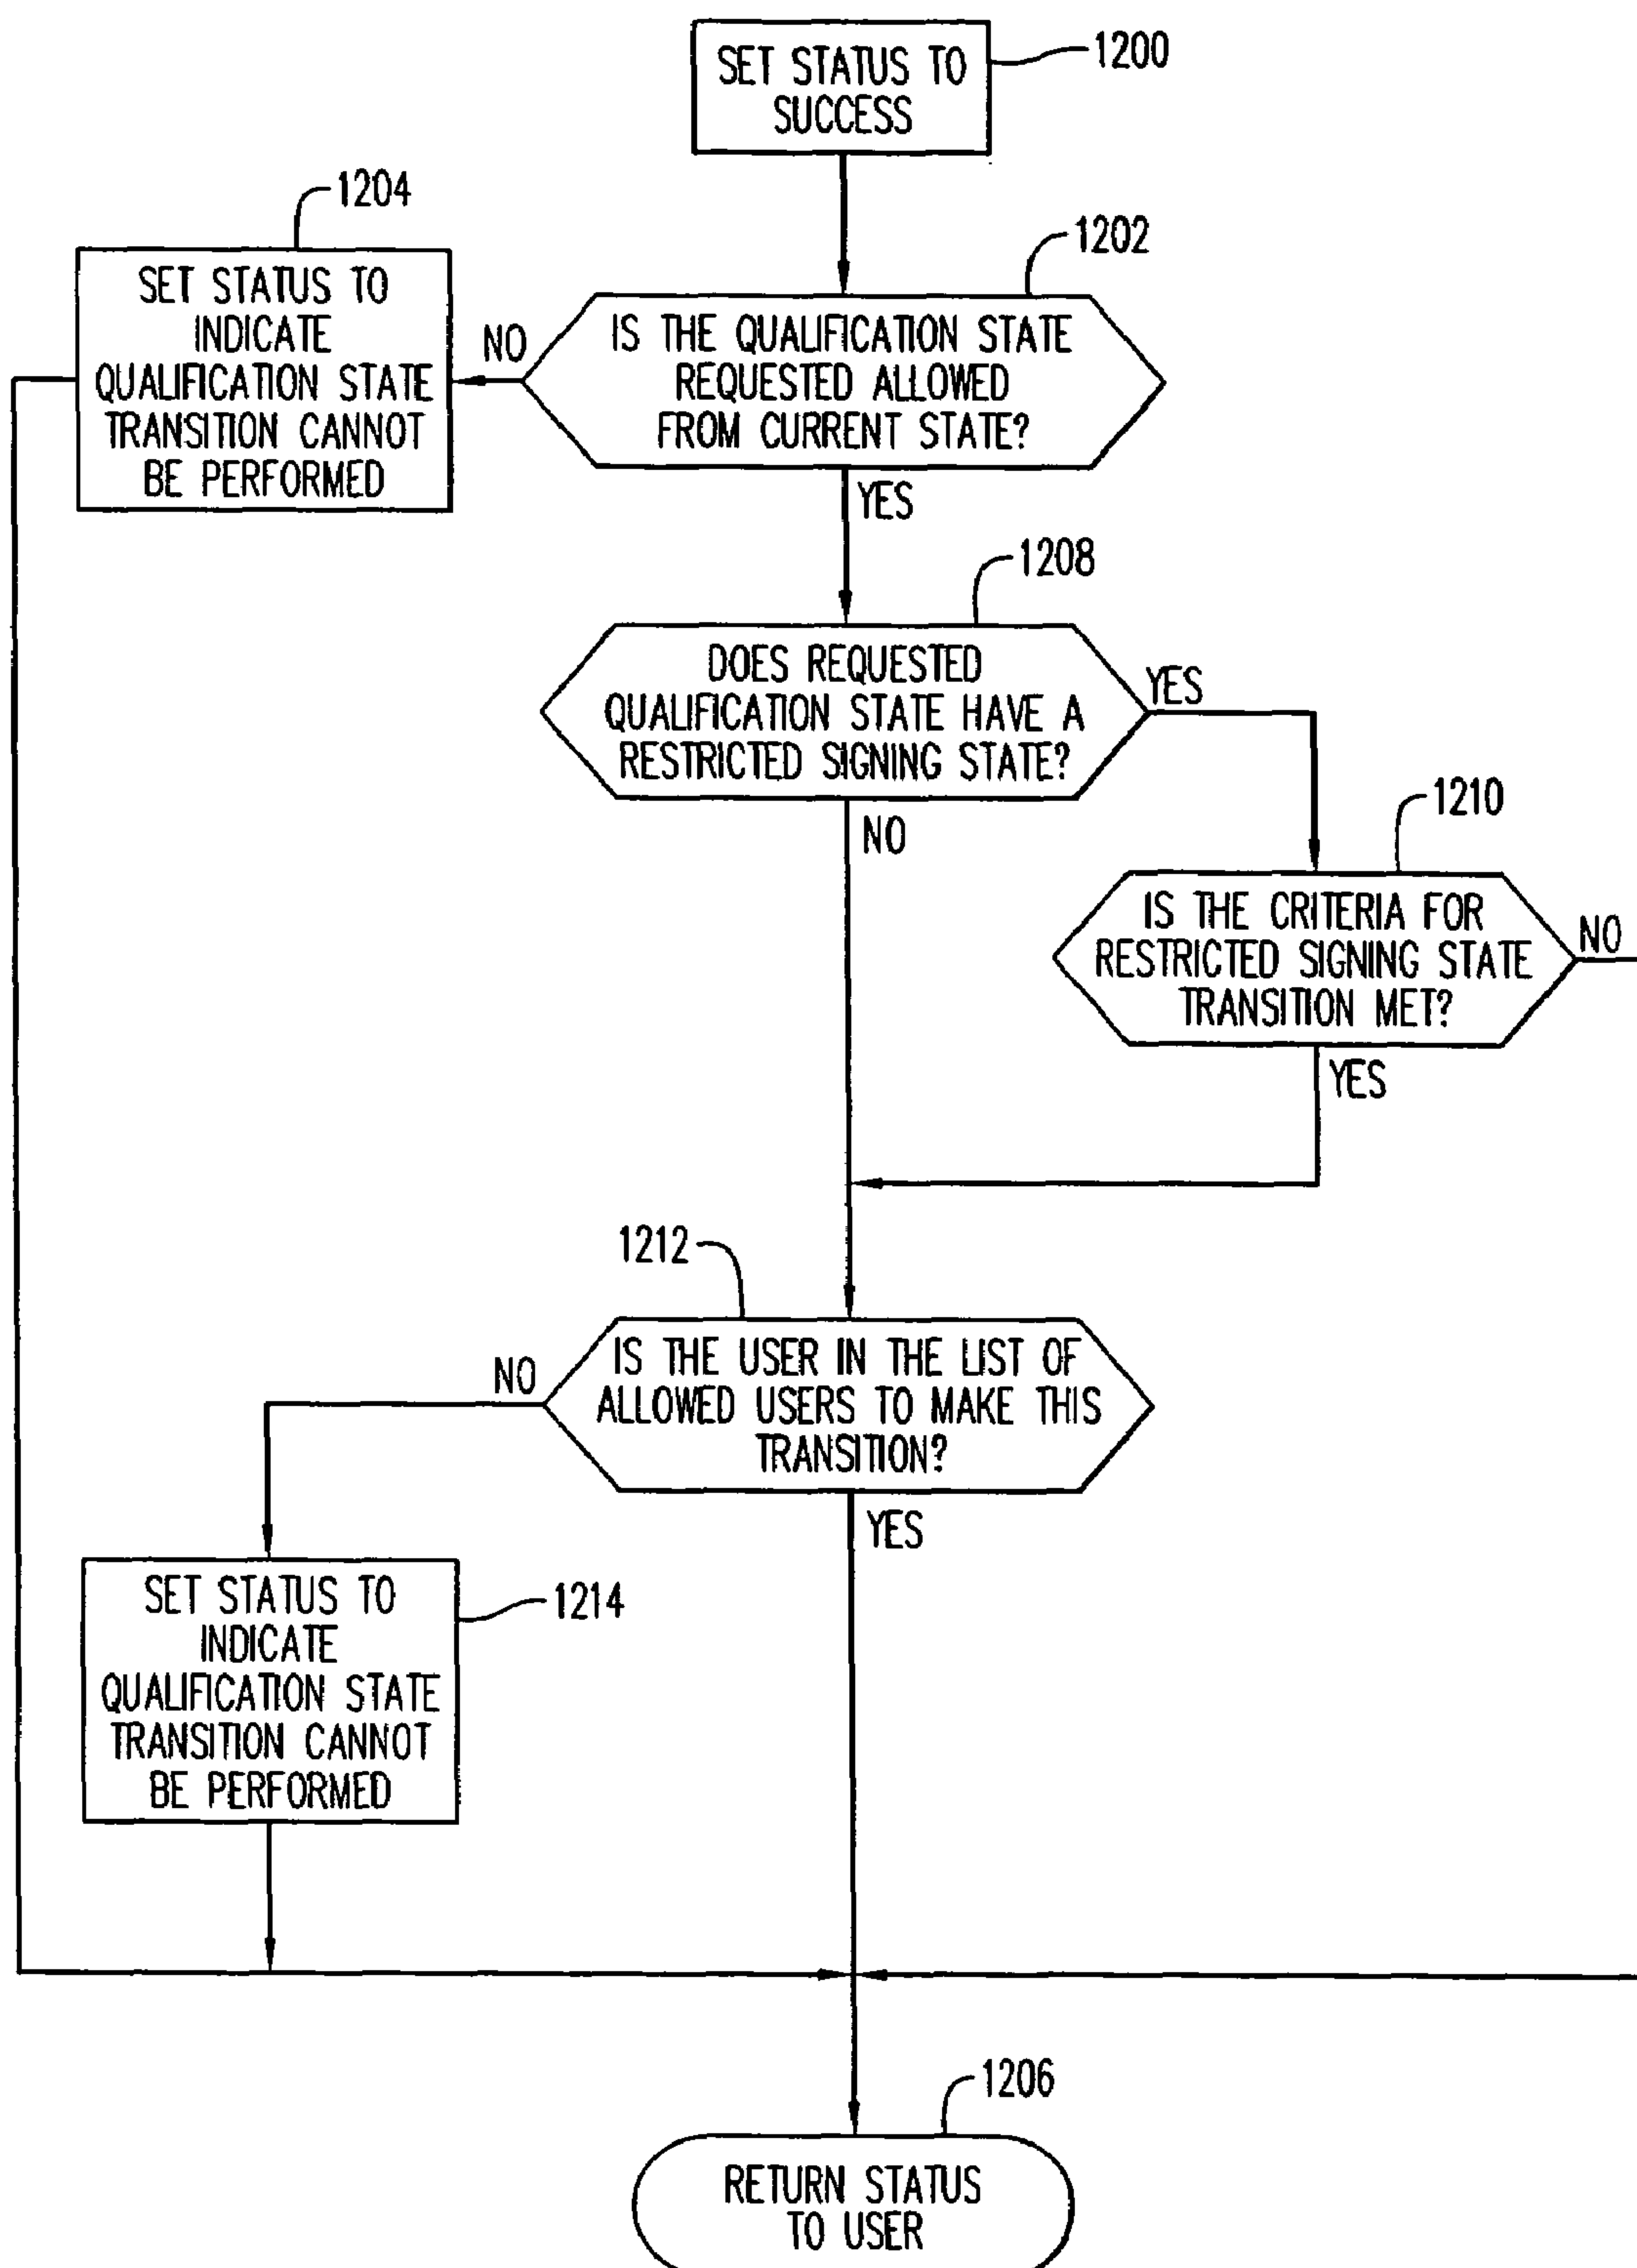 SET STATUS TO
SUCCESS
1200
1204
SET STATUS TO
INDICATE
QUALIFICATION STATE
TRANSITION CANNOT
BE PERFORMED
1202
NO
IS THE QUALIFICATION STATE
REQUESTED ALLOWED
FROM CURRENT STATE?
YES
1208
DOES REQUESTED
QUALIFICATION STATE HAVE A
RESTRICTED SIGNING STATE?
YES
NO
1210
IS THE CRITERIA FOR
RESTRICTED SIGNING STATE
TRANSITION MET?
NO
YES
1212
NO
IS THE USER IN THE LIST OF
ALLOWED USERS TO MAKE THIS
TRANSITION?
YES
SET STATUS TO
INDICATE
QUALIFICATION STATE
TRANSITION CANNOT
BE PERFORMED
1214
1206
RETURN STATUS
TO USER